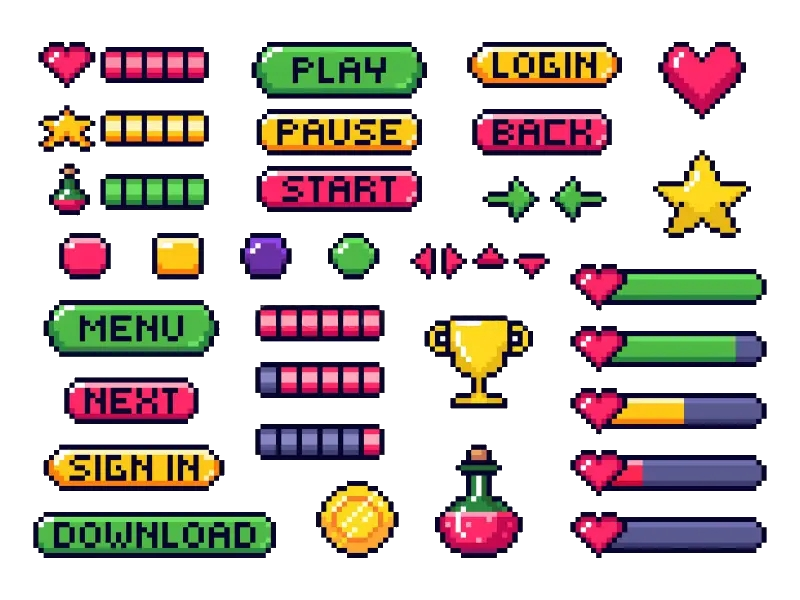 PLAY
LOGIN
PAUSE
BACK
START
MENU
NEXT
SIGN IN
DOWNLOAD